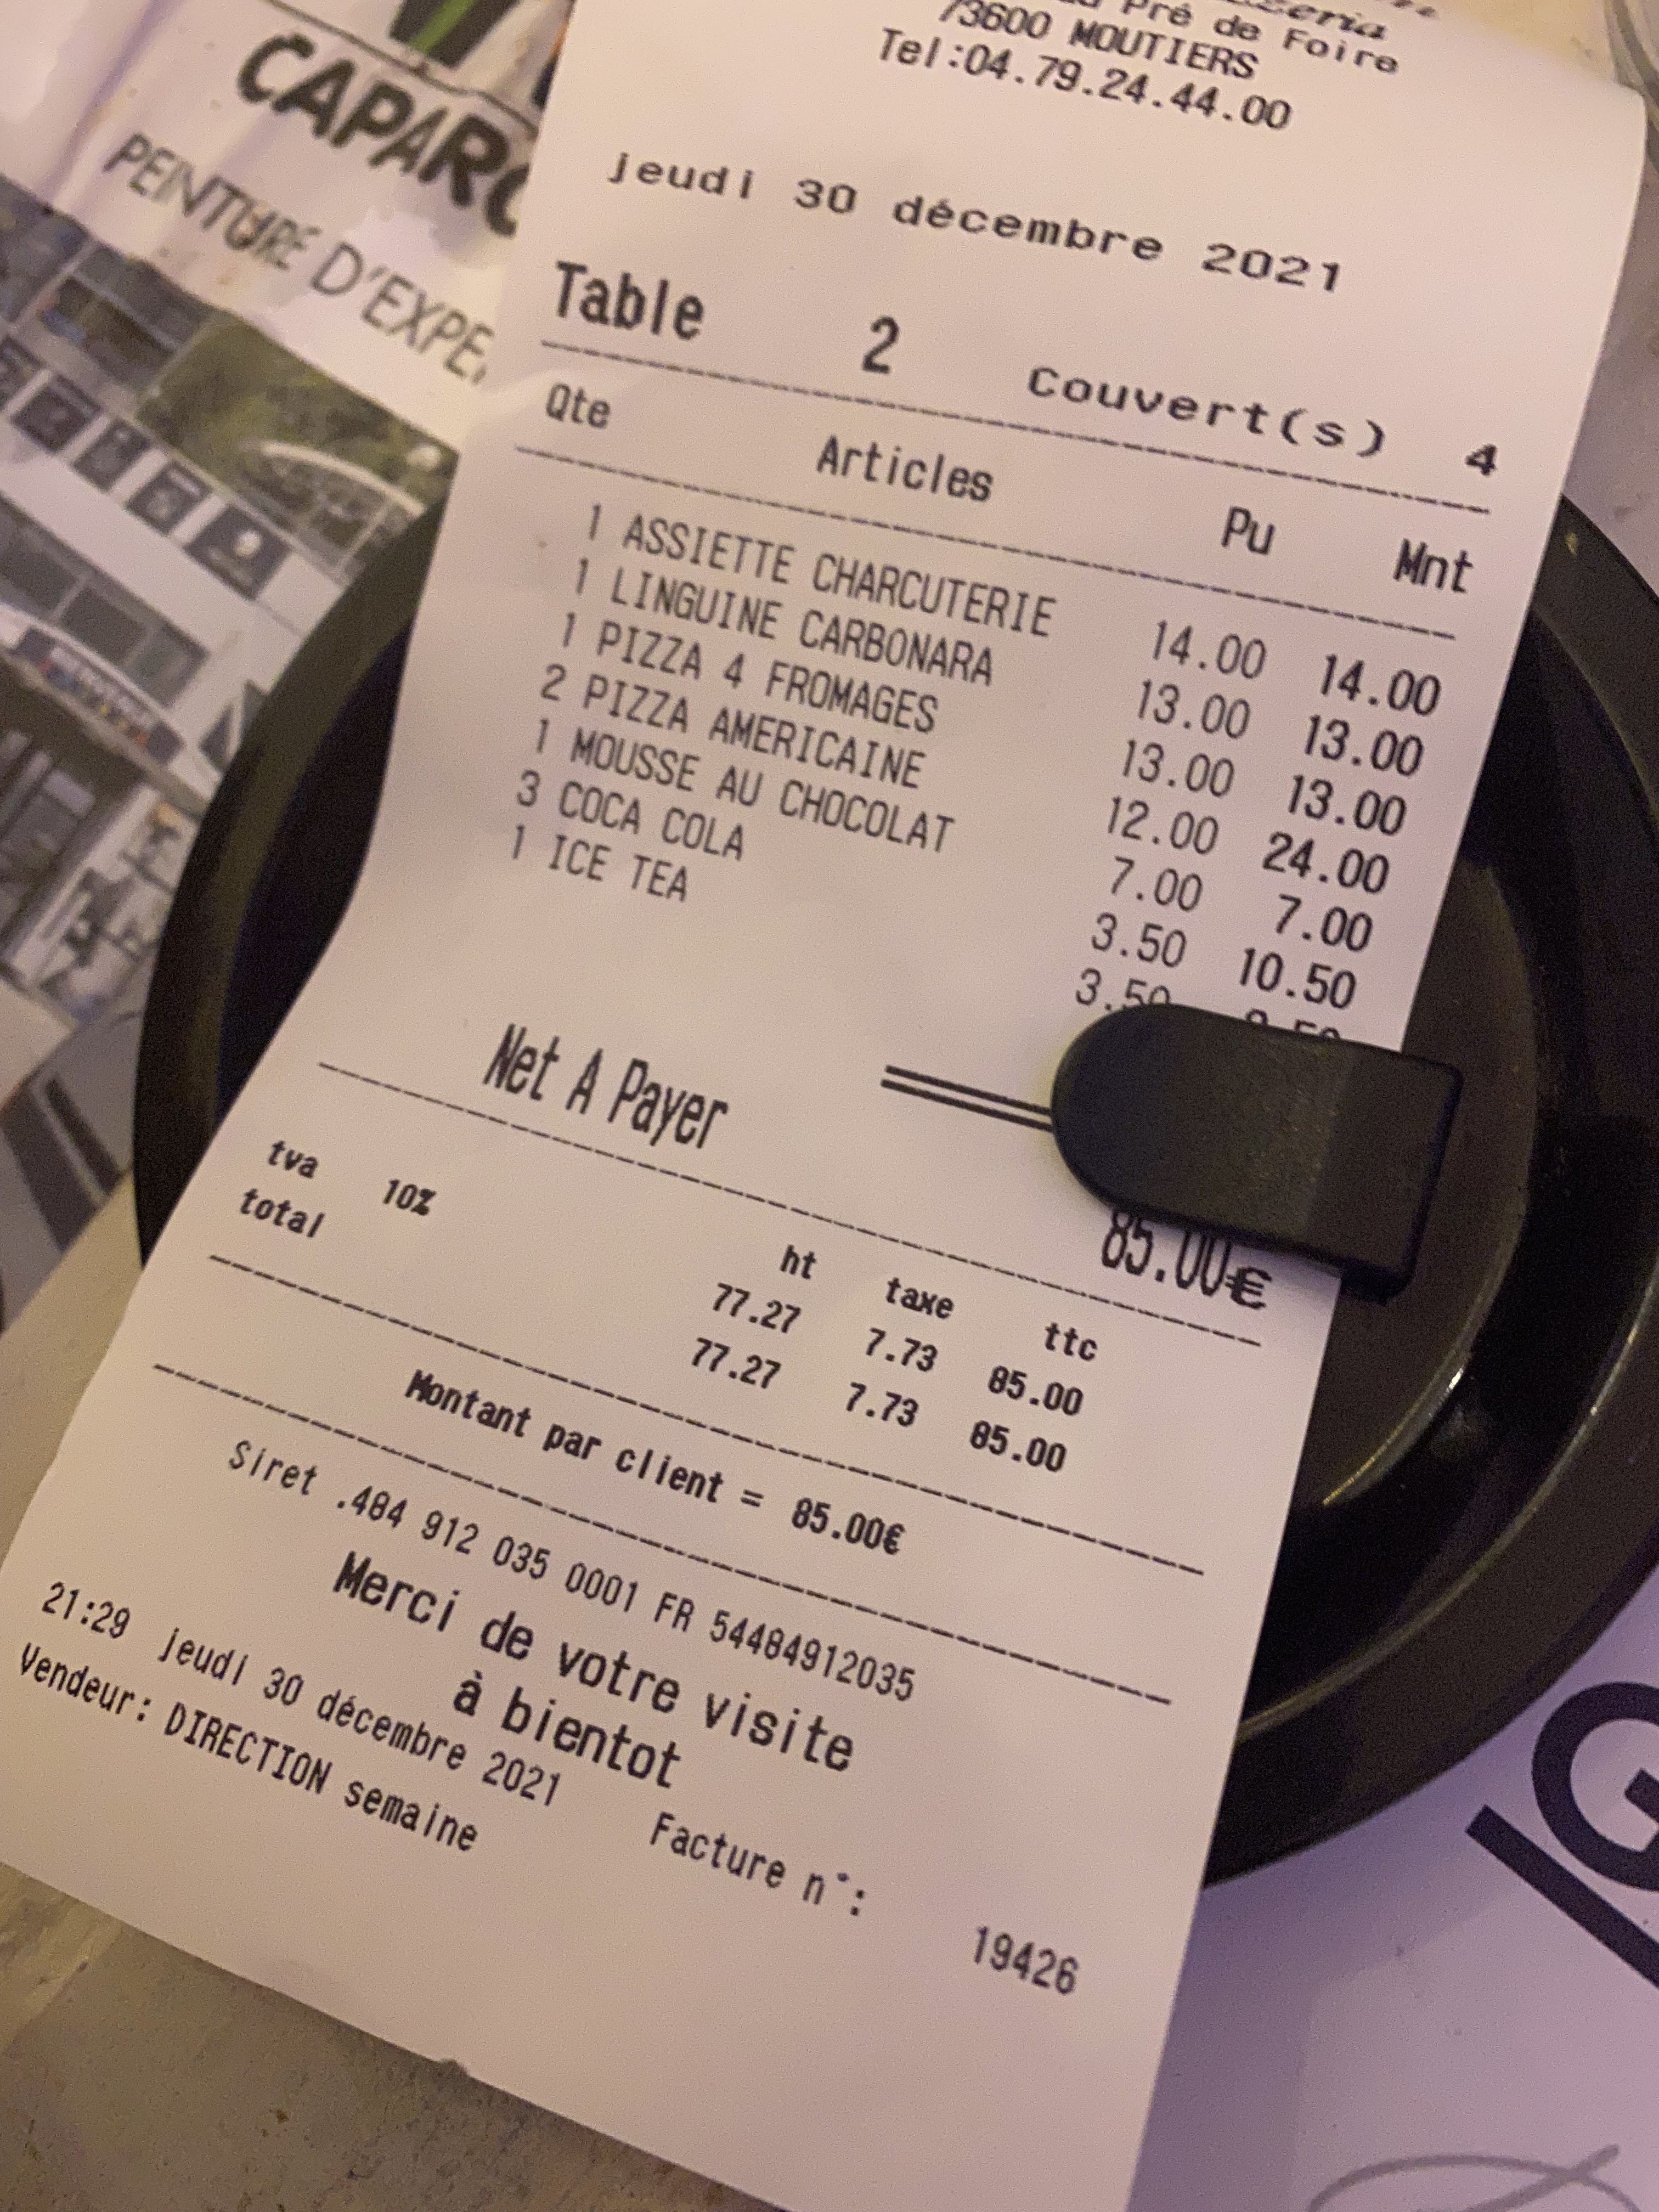 CAPARO
PEINTURE D'EXPE
Pré de Foire
73600 MOUTIERS
Tel:04.79.24.44.00
jeudi 30 décembre 2021
Table 2 Couvert(s) 4
Qte Articles Pu Mnt
1 ASSIETTE CHARCUTERIE 14.00 14.00
1 LINGUINE CARBONARA 13.00 13.00
1 PIZZA 4 FROMAGES 13.00 13.00
2 PIZZA AMERICAINE 12.00 24.00
1 MOUSSE AU CHOCOLAT 7.00 7.00
3 COCA COLA 3.50 10.50
1 ICE TEA 3.50 3.50
Net A Payer 85.00€
ht taxe ttc
tva 10% 77.27 7.73 85.00
total 77.27 7.73 85.00
Montant par client = 85.00€
Siret .484 912 035 0001 FR 54484912035
Merci de votre visite
à bientot
21:29 jeudi 30 décembre 2021 Facture n°: 19426
Vendeur: DIRECTION semaine